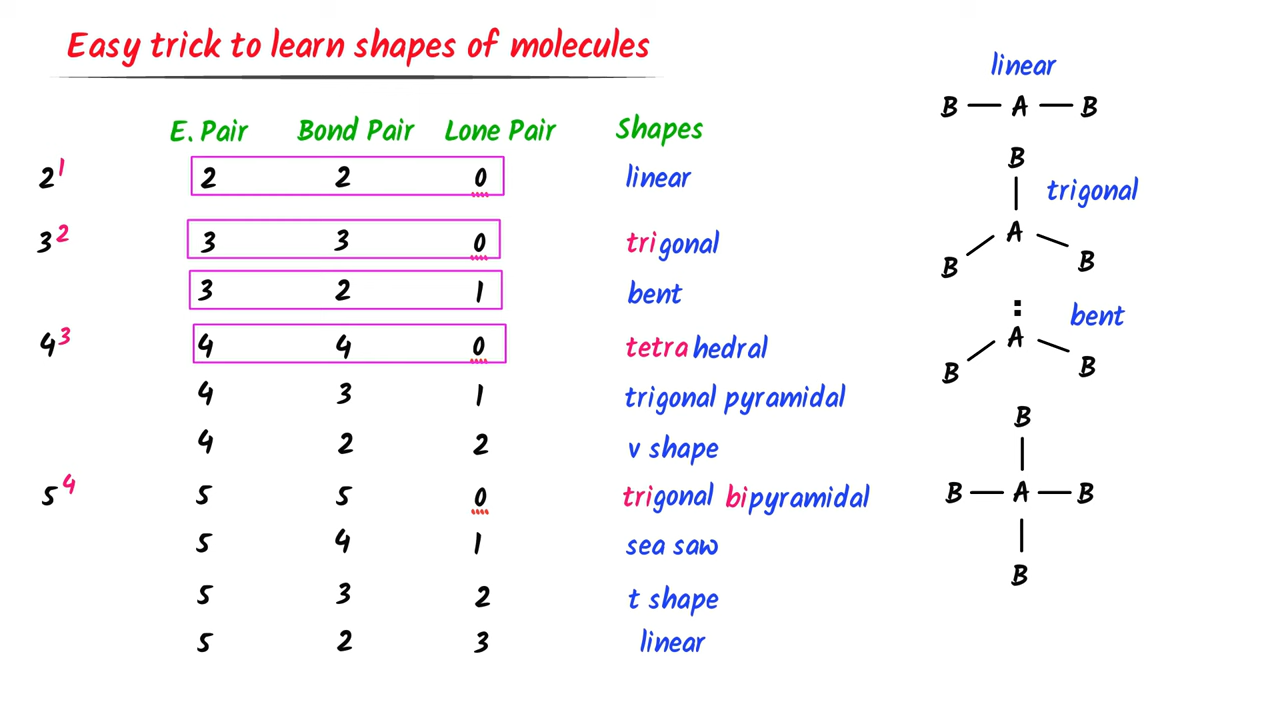 Easy trick to learn shapes of molecules
E. Pair Bond Pair Lone Pair Shapes
2¹ 2 2 0 linear
3² 3 3 0 trigonal
3 2 1 bent
4³ 4 4 0 tetrahedral
4 3 1 trigonal pyramidal
4 2 2 v shape
5⁴ 5 5 0 trigonal bipyramidal
5 4 1 sea saw
5 3 2 t shape
5 2 3 linear
linear
B — A — B
B
trigonal
A
B B
bent
A
B B
B
B — A — B
B